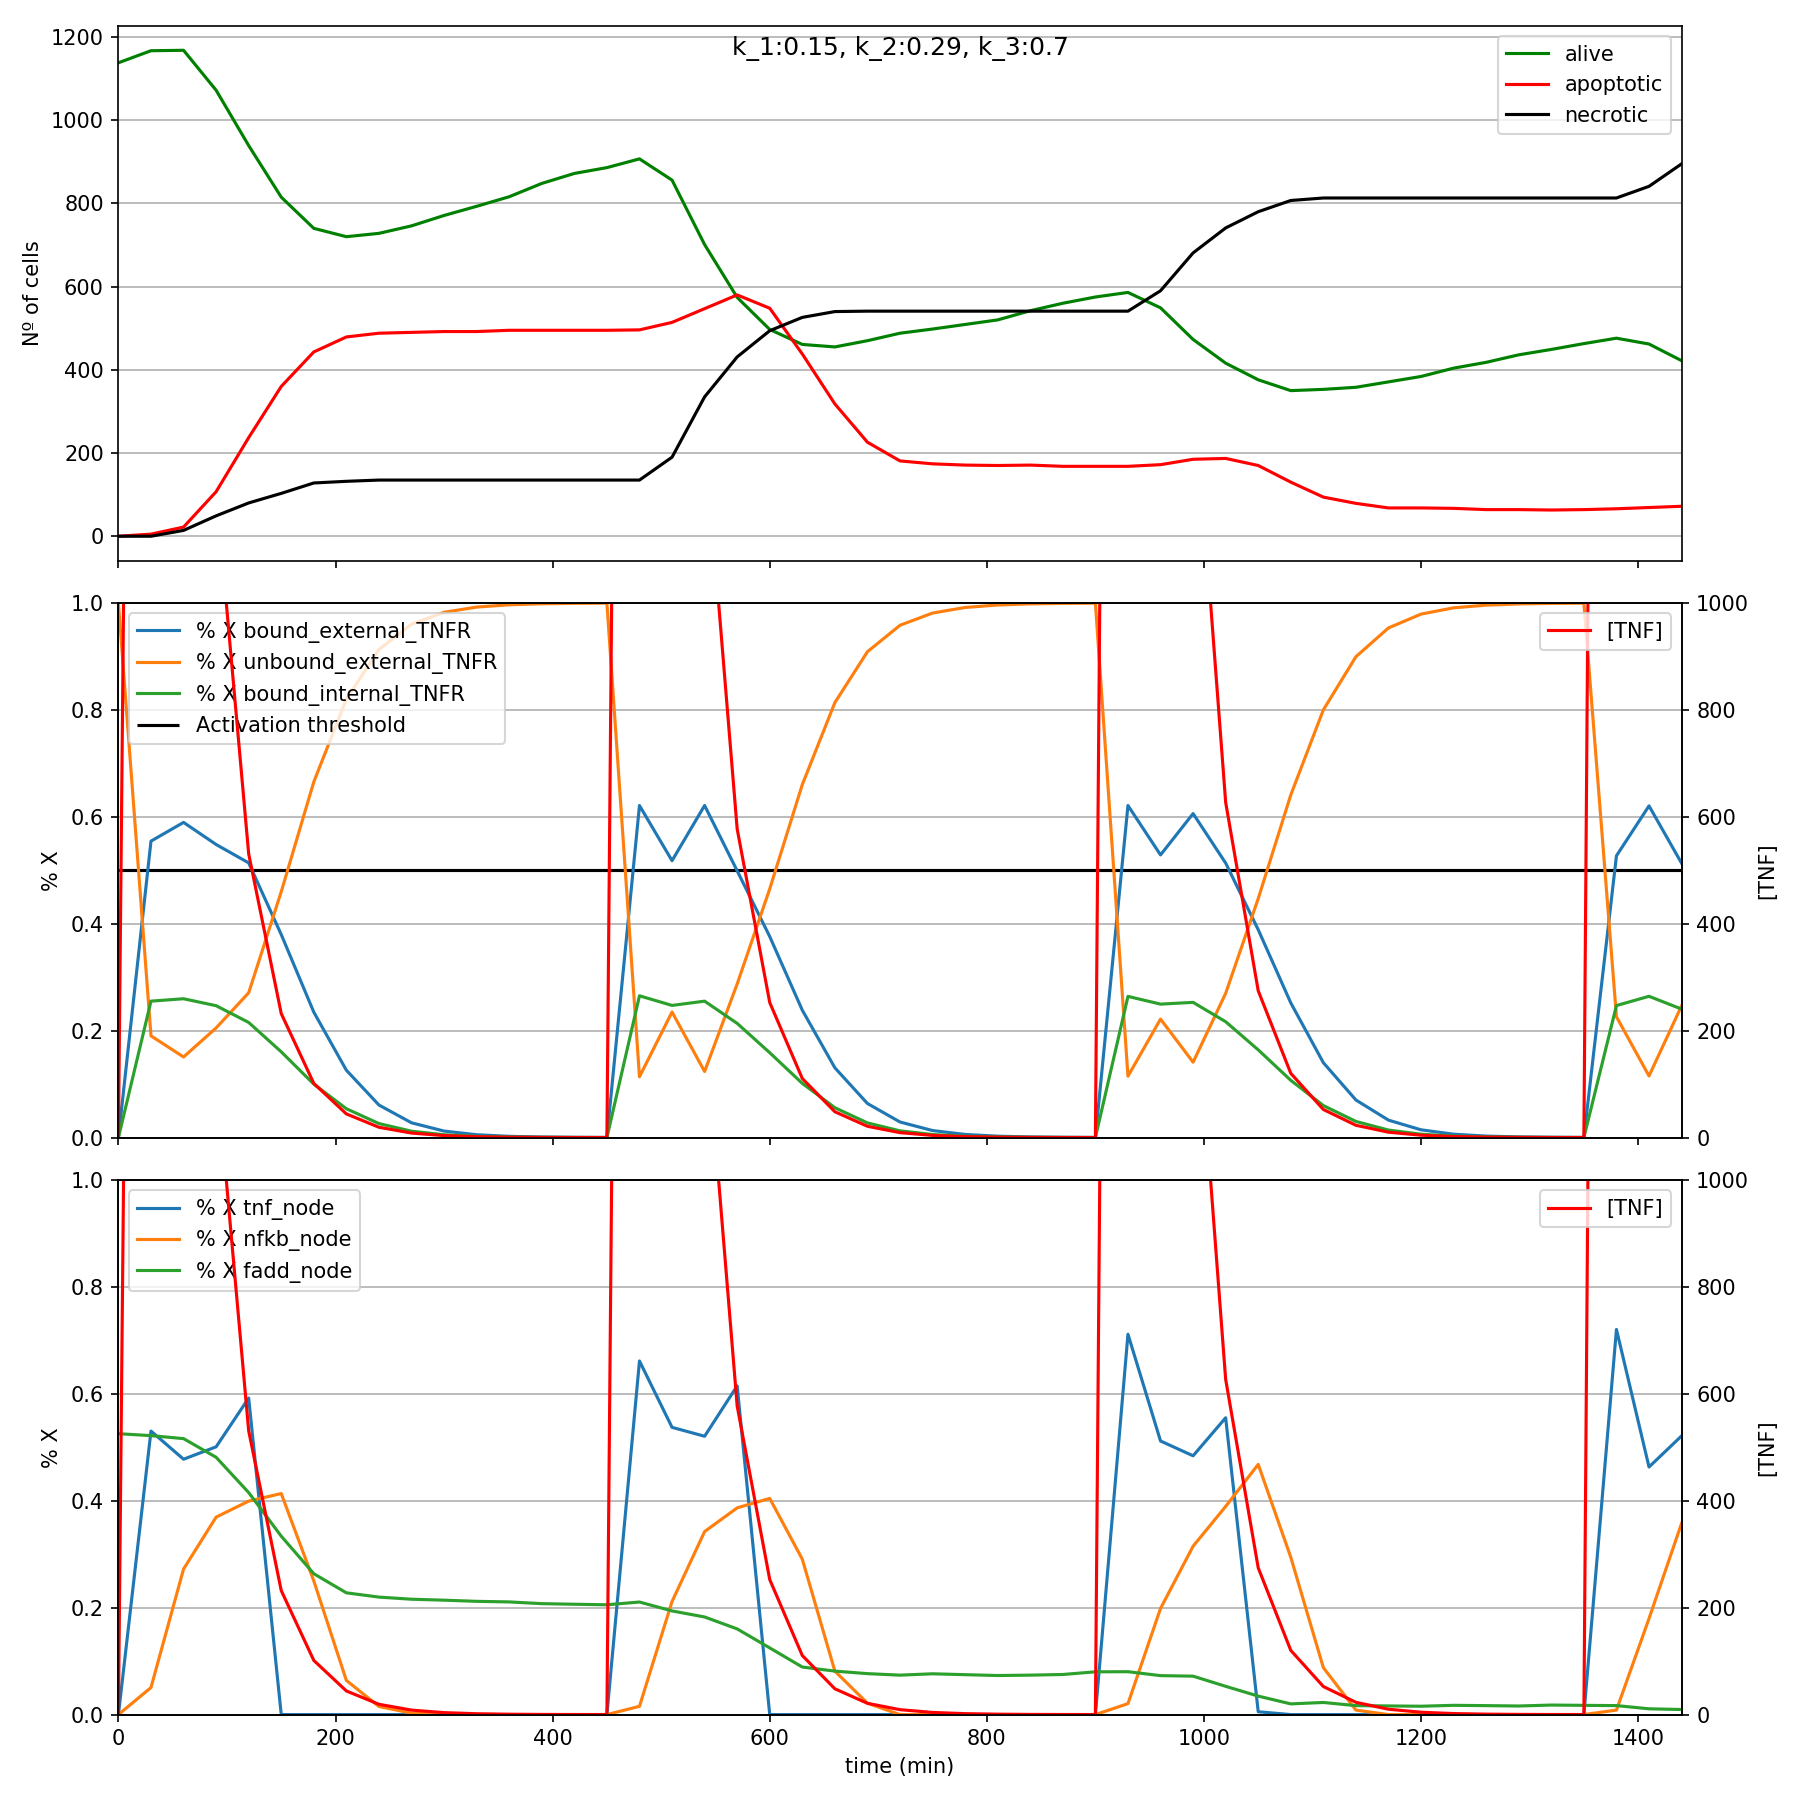 k_1:0.15, k_2:0.29, k_3:0.7
1200
1000
800
600
400
200
0
Nº of cells
alive
apoptotic
necrotic
1.0
0.8
0.6
0.4
0.2
0.0
% X
% X bound_external_TNFR
% X unbound_external_TNFR
% X bound_internal_TNFR
Activation threshold
[TNF]
1000
800
600
400
200
0
[TNF]
1.0
0.8
0.6
0.4
0.2
0.0
% X
% X tnf_node
% X nfkb_node
% X fadd_node
[TNF]
1000
800
600
400
200
0
[TNF]
0 200 400 600 800 1000 1200 1400
time (min)